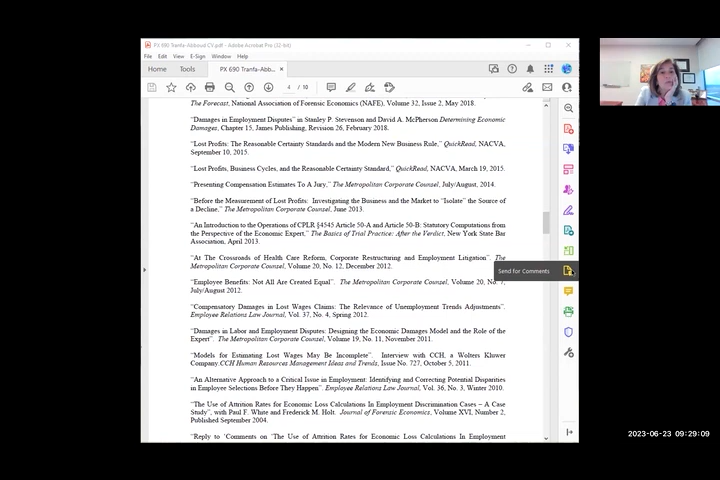 PX 690 Tranfa-Abboud CV.pdf - Adobe Acrobat Pro (32-bit)
File Edit View E-Sign Window Help
Home Tools PX 690 Tranfa-Abb... ×
4 / 10
The Forecast, National Association of Forensic Economics (NAFE), Volume 32, Issue 2, May 2018.
"Damages in Employment Disputes" in Stanley P. Stevenson and David A. McPherson Determining Economic
Damages, Chapter 15, James Publishing, Revision 26, February 2018.
"Lost Profits: The Reasonable Certainty Standards and the Modern New Business Rule," QuickRead, NACVA,
September 10, 2015.
"Lost Profits, Business Cycles, and the Reasonable Certainty Standard," QuickRead, NACVA, March 19, 2015.
"Presenting Compensation Estimates To A Jury," The Metropolitan Corporate Counsel, July/August, 2014.
"Before the Measurement of Lost Profits: Investigating the Business and the Market to "Isolate" the Source of
a Decline," The Metropolitan Corporate Counsel, June 2013.
"An Introduction to the Operations of CPLR §4545 Article 50-A and Article 50-B: Statutory Computations from
the Perspective of the Economic Expert." The Basics of Trial Practice: After the Verdict, New York State Bar
Association, April 2013.
"At The Crossroads of Health Care Reform, Corporate Restructuring and Employment Litigation". The
Metropolitan Corporate Counsel, Volume 20, No. 12, December 2012.
Send for Comments
"Employee Benefits: Not All Are Created Equal". The Metropolitan Corporate Counsel, Volume 20, No. 7,
July/August 2012.
"Compensatory Damages in Lost Wages Claims: The Relevance of Unemployment Trends Adjustments".
Employee Relations Law Journal, Vol. 37, No. 4, Spring 2012.
"Damages in Labor and Employment Disputes: Designing the Economic Damages Model and the Role of the
Expert". The Metropolitan Corporate Counsel, Volume 19, No. 11, November 2011.
"Models for Estimating Lost Wages May Be Incomplete". Interview with CCH, a Wolters Kluwer
Company.CCH Human Resources Management Ideas and Trends, Issue No. 727, October 5, 2011.
"An Alternative Approach to a Critical Issue in Employment: Identifying and Correcting Potential Disparities
in Employee Selections Before They Happen". Employee Relations Law Journal, Vol. 36, No. 3, Winter 2010.
"The Use of Attrition Rates for Economic Loss Calculations In Employment Discrimination Cases – A Case
Study", with Paul F. White and Frederick M. Holt. Journal of Forensic Economics, Volume XVI, Number 2,
Published September 2004.
"Reply to 'Comments on 'The Use of Attrition Rates for Economic Loss Calculations In Employment
2023-06-23 09:29:09